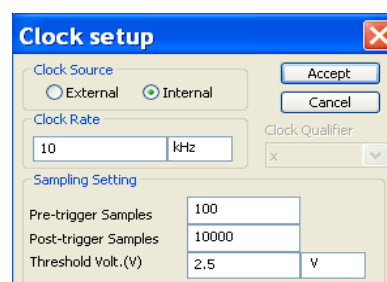 Clock setup
Clock Source
External Internal
Accept
Cancel
Clock Rate
10 kHz
Clock Qualifier
x
Sampling Setting
Pre-trigger Samples 100
Post-trigger Samples 10000
Threshold Volt.(V) 2.5 V